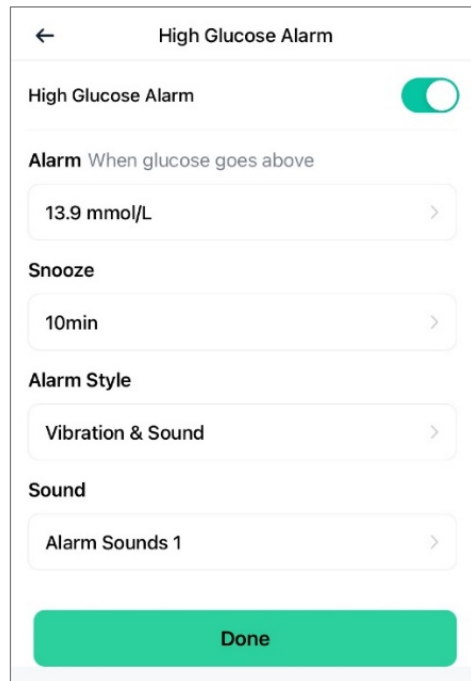 High Glucose Alarm
High Glucose Alarm
Alarm When glucose goes above
13.9 mmol/L
Snooze
10min
Alarm Style
Vibration & Sound
Sound
Alarm Sounds 1
Done